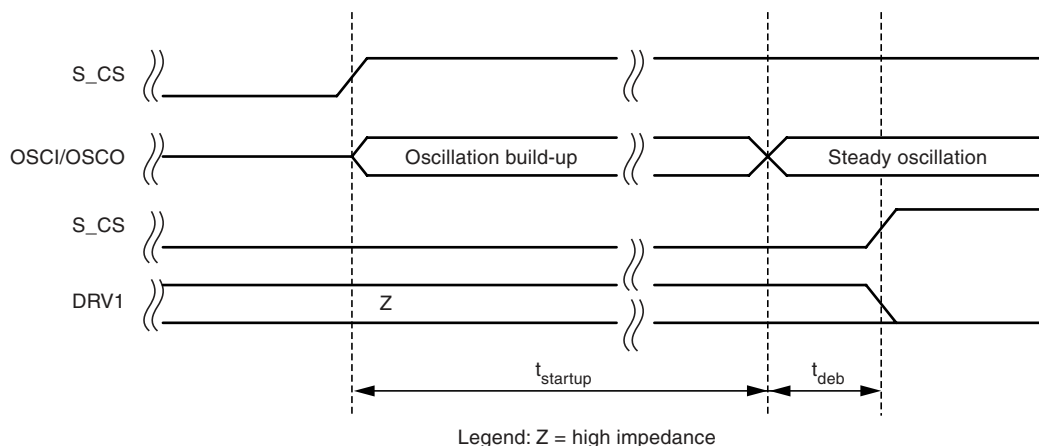 S_CS
OSCI/OSCO
Oscillation build-up
Steady oscillation
S_CS
DRV1
Z
tstartup
tdeb
Legend: Z = high impedance